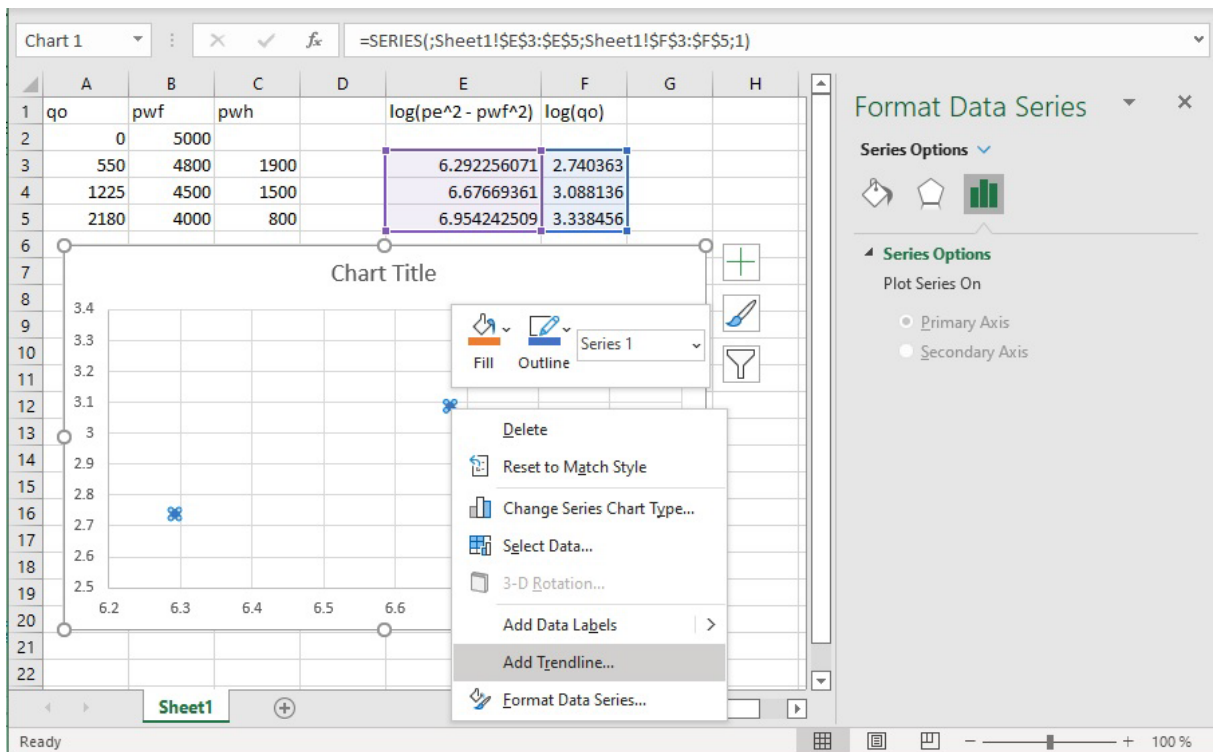 Chart 1 fx =SERIES(;Sheet1!$E$3:$E$5;Sheet1!$F$3:$F$5;1)
A B C D E F G H
1 qo pwf pwh log(pe^2 - pwf^2) log(qo)
2 0 5000
3 550 4800 1900 6.292256071 2.740363
4 1225 4500 1500 6.67669361 3.088136
5 2180 4000 800 6.954242509 3.338456
6
7
8
9
10
11
12
13
14
15
16
17
18
19
20
21
22
Chart Title
3.4
3.3
3.2
3.1
3
2.9
2.8
2.7
2.6
2.5
6.2 6.3 6.4 6.5 6.6
Fill Outline Series 1
Delete
Reset to Match Style
Change Series Chart Type...
Select Data...
3-D Rotation...
Add Data Labels
Add Trendline...
Format Data Series...
Format Data Series
Series Options
Series Options
Plot Series On
Primary Axis
Secondary Axis
Sheet1
Ready 100 %